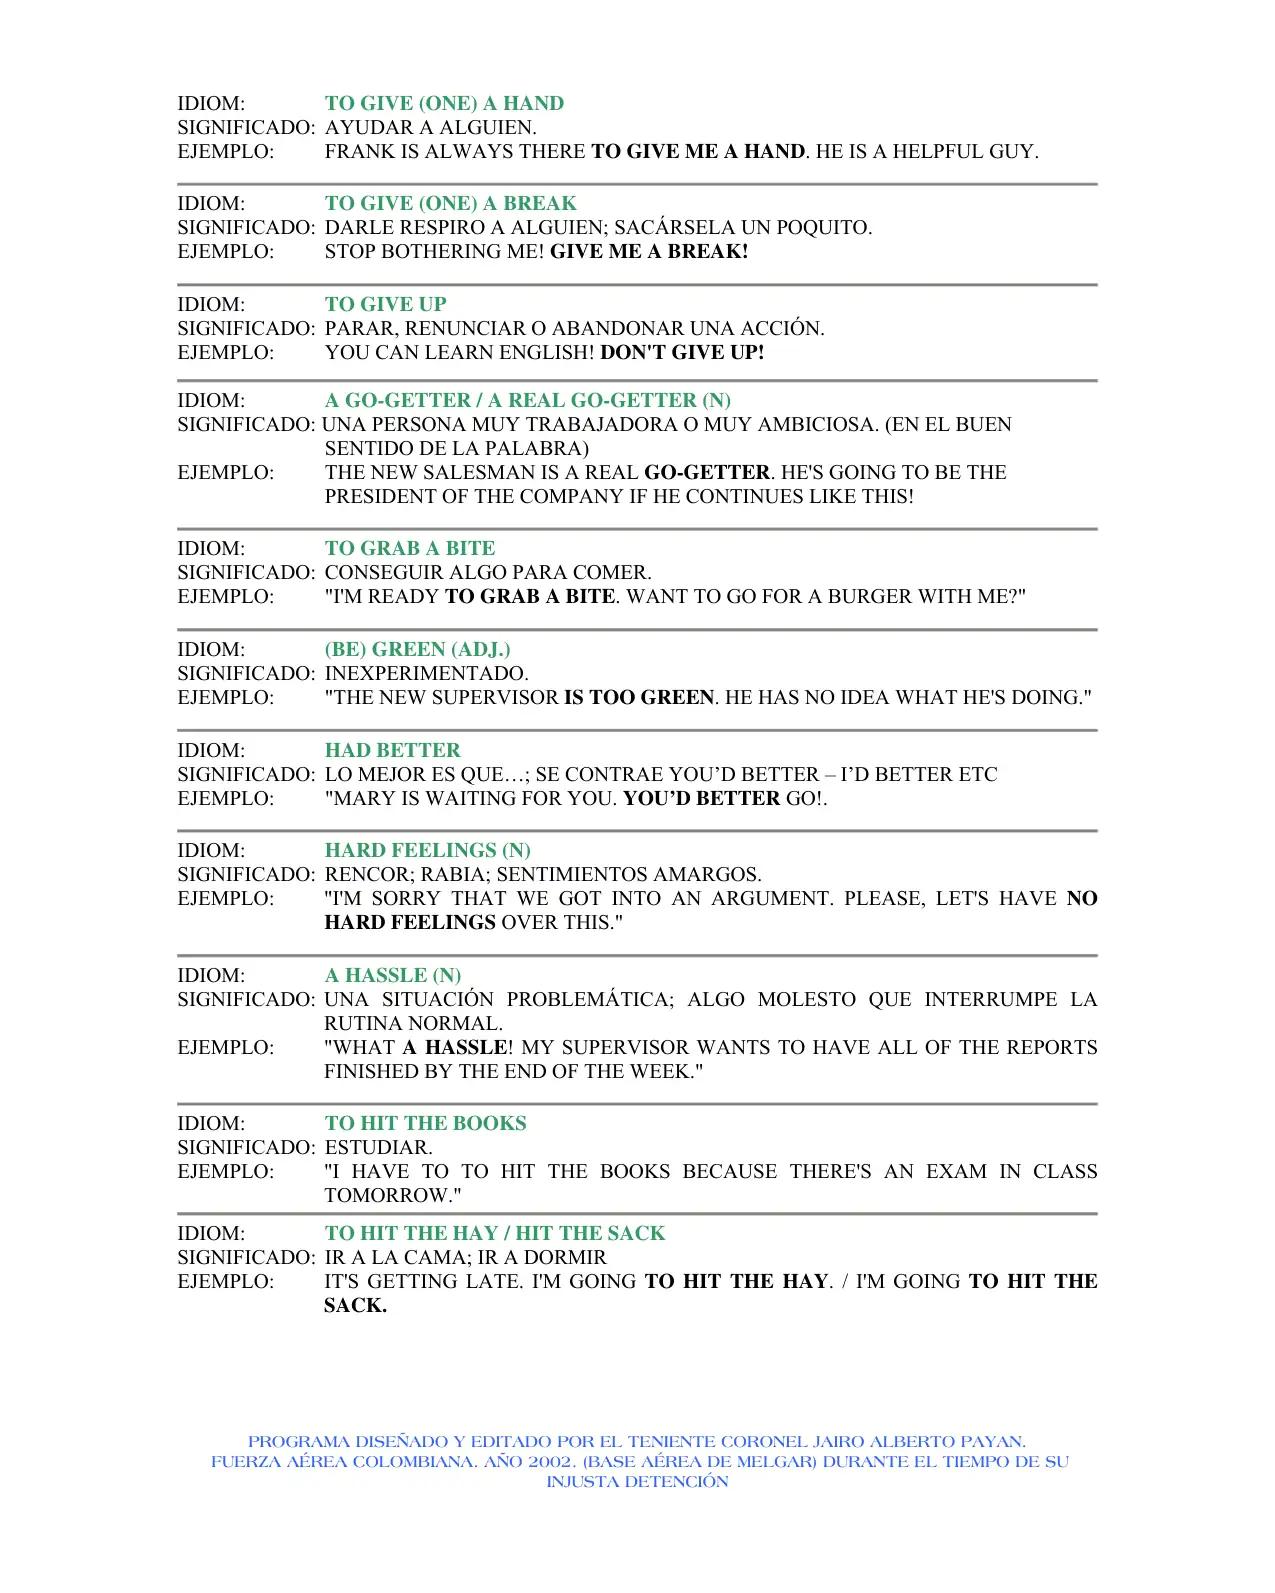 IDIOM: TO GIVE (ONE) A HAND
SIGNIFICADO: AYUDAR A ALGUIEN.
EJEMPLO: FRANK IS ALWAYS THERE TO GIVE ME A HAND. HE IS A HELPFUL GUY.
IDIOM: TO GIVE (ONE) A BREAK
SIGNIFICADO: DARLE RESPIRO A ALGUIEN; SACÁRSELA UN POQUITO.
EJEMPLO: STOP BOTHERING ME! GIVE ME A BREAK!
IDIOM: TO GIVE UP
SIGNIFICADO: PARAR, RENUNCIAR O ABANDONAR UNA ACCIÓN.
EJEMPLO: YOU CAN LEARN ENGLISH! DON'T GIVE UP!
IDIOM: A GO-GETTER / A REAL GO-GETTER (N)
SIGNIFICADO: UNA PERSONA MUY TRABAJADORA O MUY AMBICIOSA. (EN EL BUEN
SENTIDO DE LA PALABRA)
EJEMPLO: THE NEW SALESMAN IS A REAL GO-GETTER. HE'S GOING TO BE THE
PRESIDENT OF THE COMPANY IF HE CONTINUES LIKE THIS!
IDIOM: TO GRAB A BITE
SIGNIFICADO: CONSEGUIR ALGO PARA COMER.
EJEMPLO: "I'M READY TO GRAB A BITE. WANT TO GO FOR A BURGER WITH ME?"
IDIOM: (BE) GREEN (ADJ.)
SIGNIFICADO: INEXPERIMENTADO.
EJEMPLO: "THE NEW SUPERVISOR IS TOO GREEN. HE HAS NO IDEA WHAT HE'S DOING."
IDIOM: HAD BETTER
SIGNIFICADO: LO MEJOR ES QUE…; SE CONTRAE YOU’D BETTER – I’D BETTER ETC
EJEMPLO: "MARY IS WAITING FOR YOU. YOU’D BETTER GO!.
IDIOM: HARD FEELINGS (N)
SIGNIFICADO: RENCOR; RABIA; SENTIMIENTOS AMARGOS.
EJEMPLO: "I'M SORRY THAT WE GOT INTO AN ARGUMENT. PLEASE, LET'S HAVE NO
HARD FEELINGS OVER THIS."
IDIOM: A HASSLE (N)
SIGNIFICADO: UNA SITUACIÓN PROBLEMÁTICA; ALGO MOLESTO QUE INTERRUMPE LA
RUTINA NORMAL.
EJEMPLO: "WHAT A HASSLE! MY SUPERVISOR WANTS TO HAVE ALL OF THE REPORTS
FINISHED BY THE END OF THE WEEK."
IDIOM: TO HIT THE BOOKS
SIGNIFICADO: ESTUDIAR.
EJEMPLO: "I HAVE TO TO HIT THE BOOKS BECAUSE THERE'S AN EXAM IN CLASS
TOMORROW."
IDIOM: TO HIT THE HAY / HIT THE SACK
SIGNIFICADO: IR A LA CAMA; IR A DORMIR
EJEMPLO: IT'S GETTING LATE. I'M GOING TO HIT THE HAY. / I'M GOING TO HIT THE
SACK.
PROGRAMA DISEÑADO Y EDITADO POR EL TENIENTE CORONEL JAIRO ALBERTO PAYAN.
FUERZA AÉREA COLOMBIANA. AÑO 2002. (BASE AÉREA DE MELGAR) DURANTE EL TIEMPO DE SU
INJUSTA DETENCIÓN